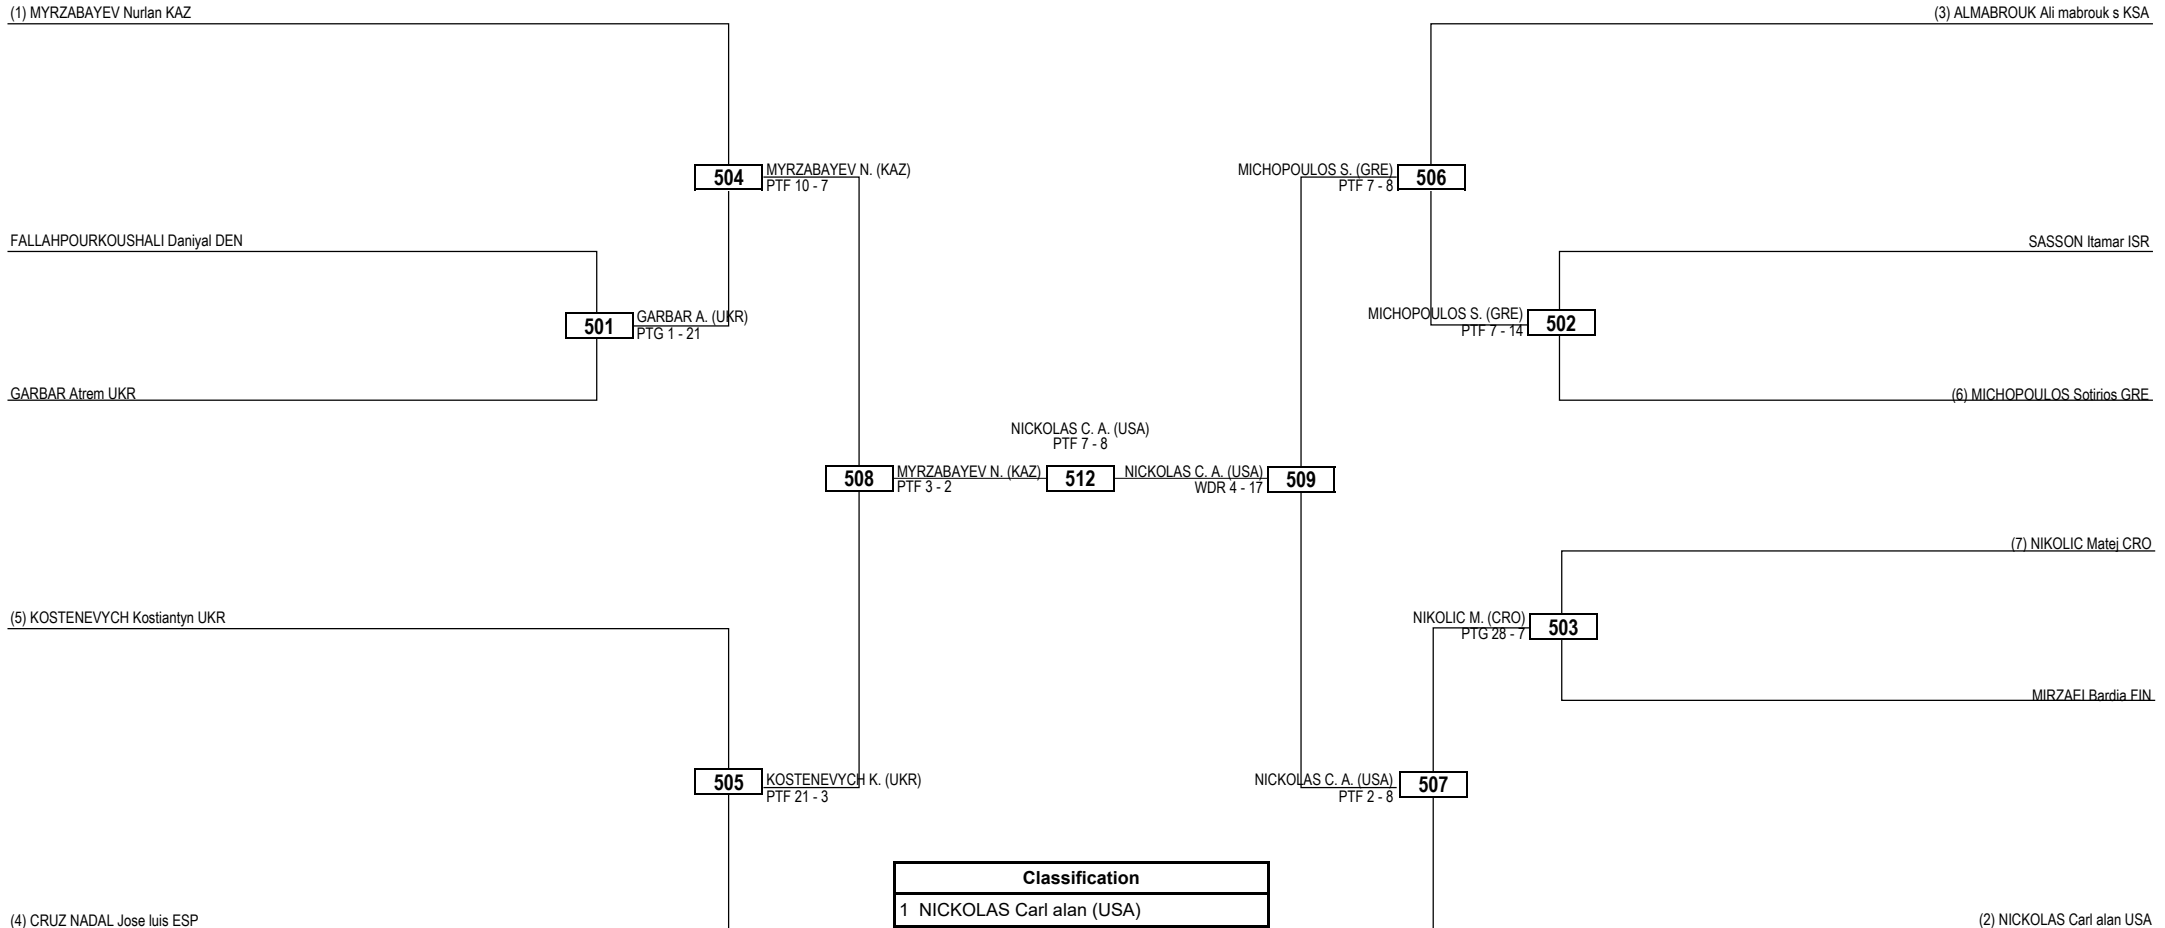 (1) MYRZABAYEV Nurlan KAZ
(3) ALMABROUK Ali mabrouk s KSA
504
MYRZABAYEV N. (KAZ)
PTF 10 - 7
MICHOPOULOS S. (GRE)
PTF 7 - 8
506
FALLAHPOURKOUSHALI Daniyal DEN
SASSON Itamar ISR
501
GARBAR A. (UKR)
PTG 1 - 21
MICHOPOULOS S. (GRE)
PTF 7 - 14
502
GARBAR Atrem UKR
(6) MICHOPOULOS Sotirios GRE
NICKOLAS C. A. (USA)
PTF 7 - 8
508
MYRZABAYEV N. (KAZ)
PTF 3 - 2
512
NICKOLAS C. A. (USA)
WDR 4 - 17
509
(7) NIKOLIC Matej CRO
(5) KOSTENEVYCH Kostiantyn UKR
NIKOLIC M. (CRO)
PTG 28 - 7
503
MIRZAEI Bardia FIN
505
KOSTENEVYCH K. (UKR)
PTF 21 - 3
NICKOLAS C. A. (USA)
PTF 2 - 8
507
Classification
1 NICKOLAS Carl alan (USA)
(4) CRUZ NADAL Jose luis ESP
(2) NICKOLAS Carl alan USA